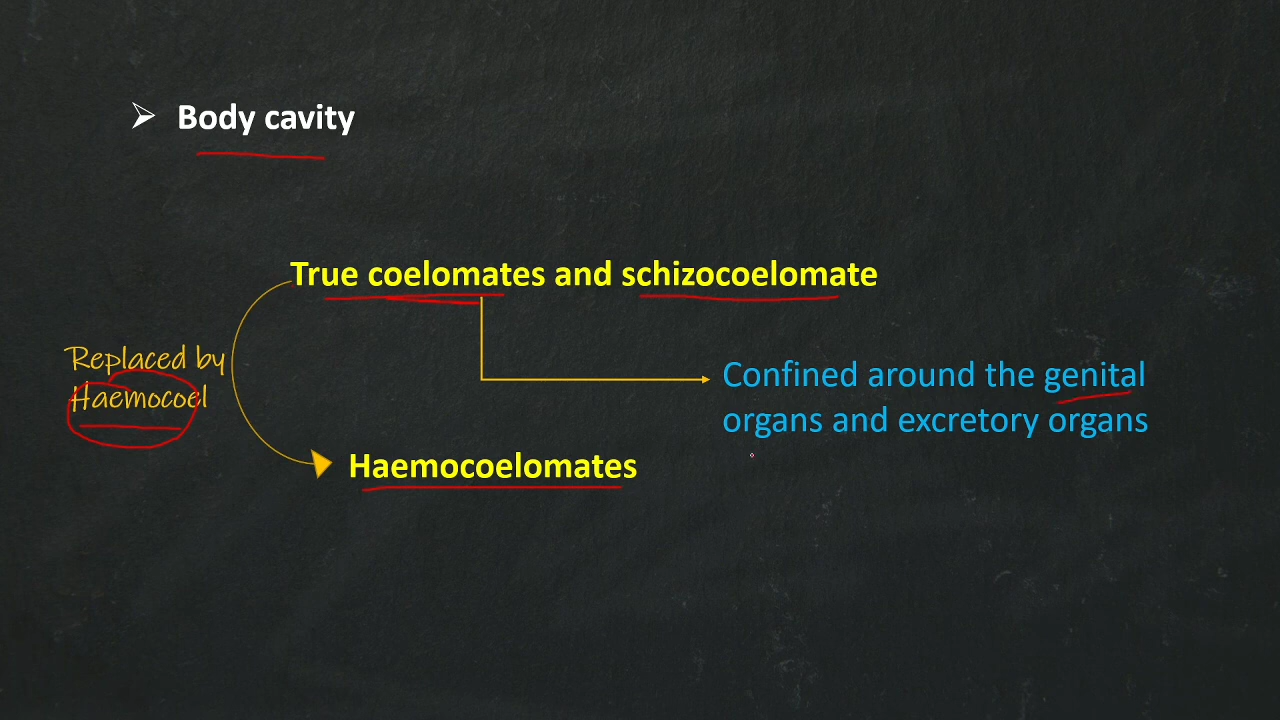 Body cavity
True coelomates and schizocoelomate
Replaced by
Haemocoel
Confined around the genital
organs and excretory organs
Haemocoelomates